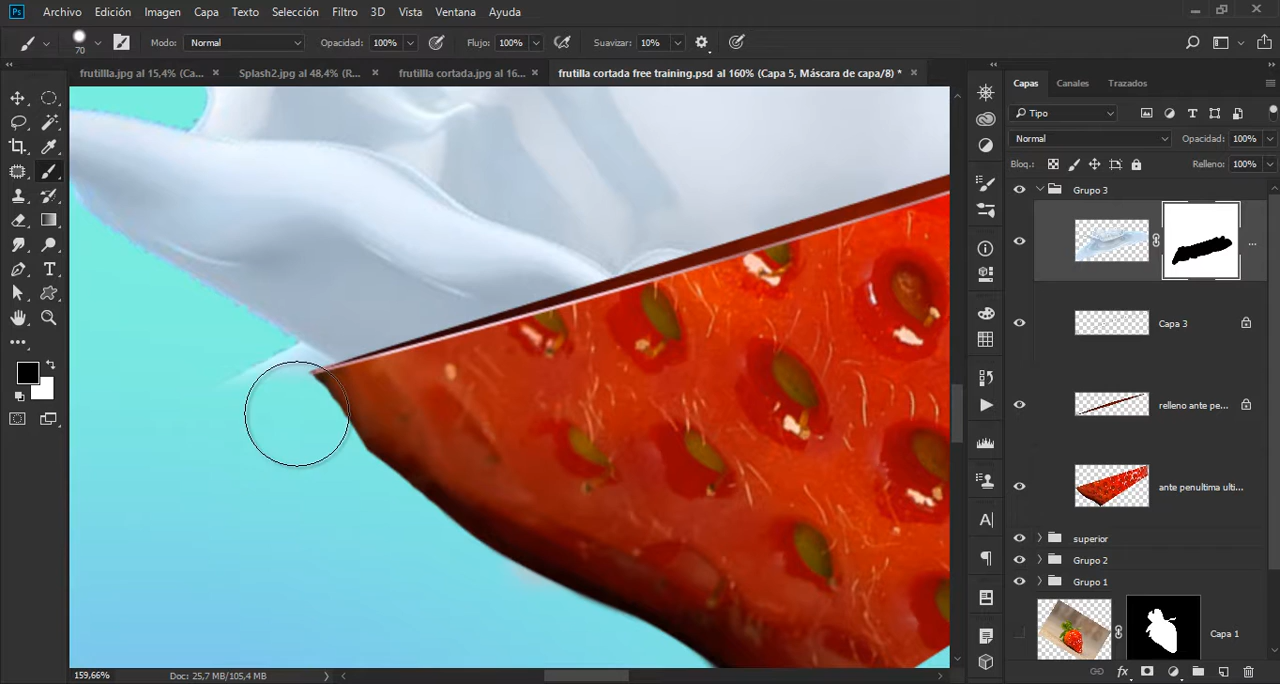 Ps Archivo Edición Imagen Capa Texto Selección Filtro 3D Vista Ventana Ayuda
70 Modo: Normal Opacidad: 100% Flujo: 100% Suavizar: 10%
frutillla.jpg al 15,4% (Ca... × Splash2.jpg al 48,4% (R... × frutillla cortada.jpg al 16... × frutilla cortada free training.psd al 160% (Capa 5, Máscara de capa/8) * ×
Capas Canales Trazados
Tipo
Normal Opacidad: 100%
Bloq.: Relleno: 100%
Grupo 3
...
Capa 3
relleno ante pe...
ante penultima ulti...
superior
Grupo 2
Grupo 1
Capa 1
159,66% Doc: 25,7 MB/105,4 MB